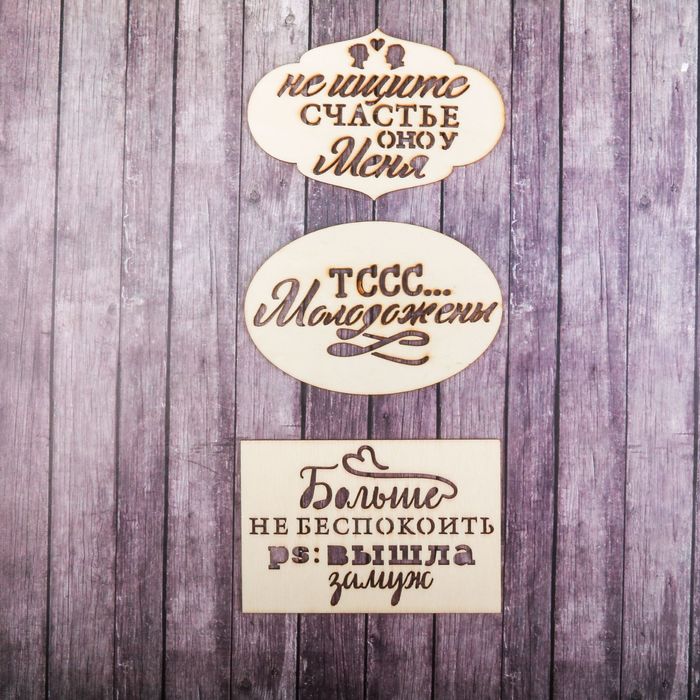 не ищите
СЧАСТЬЕ
ОНО У
Меня
ТССС...
Молодожены
Больше
НЕ БЕСПОКОИТЬ
ps: вышла
замуж